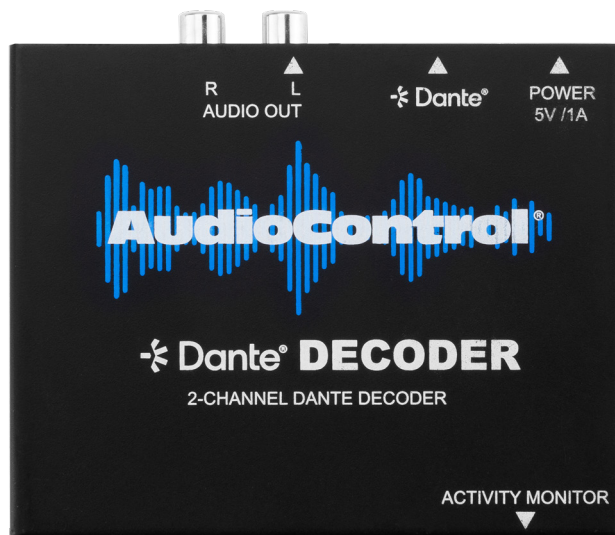 R L
AUDIO OUT
Dante®
POWER
5V /1A
AudioControl®
Dante® DECODER
2-CHANNEL DANTE DECODER
ACTIVITY MONITOR